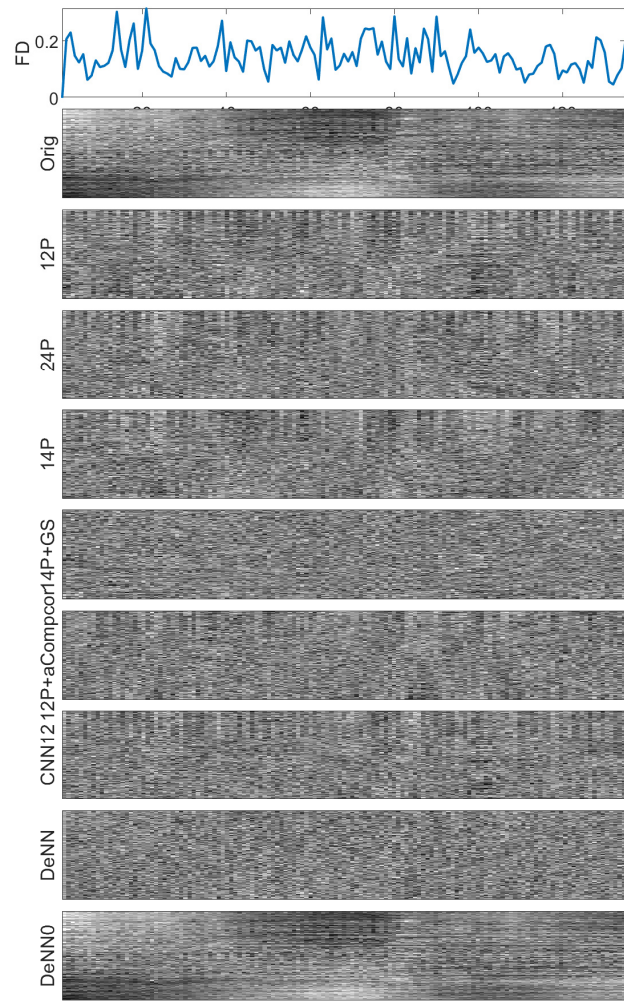 FD
0.2
0
Orig
12P
24P
14P
14P+GS
12P+aCompcor
CNN12
DeNN
DeNN0